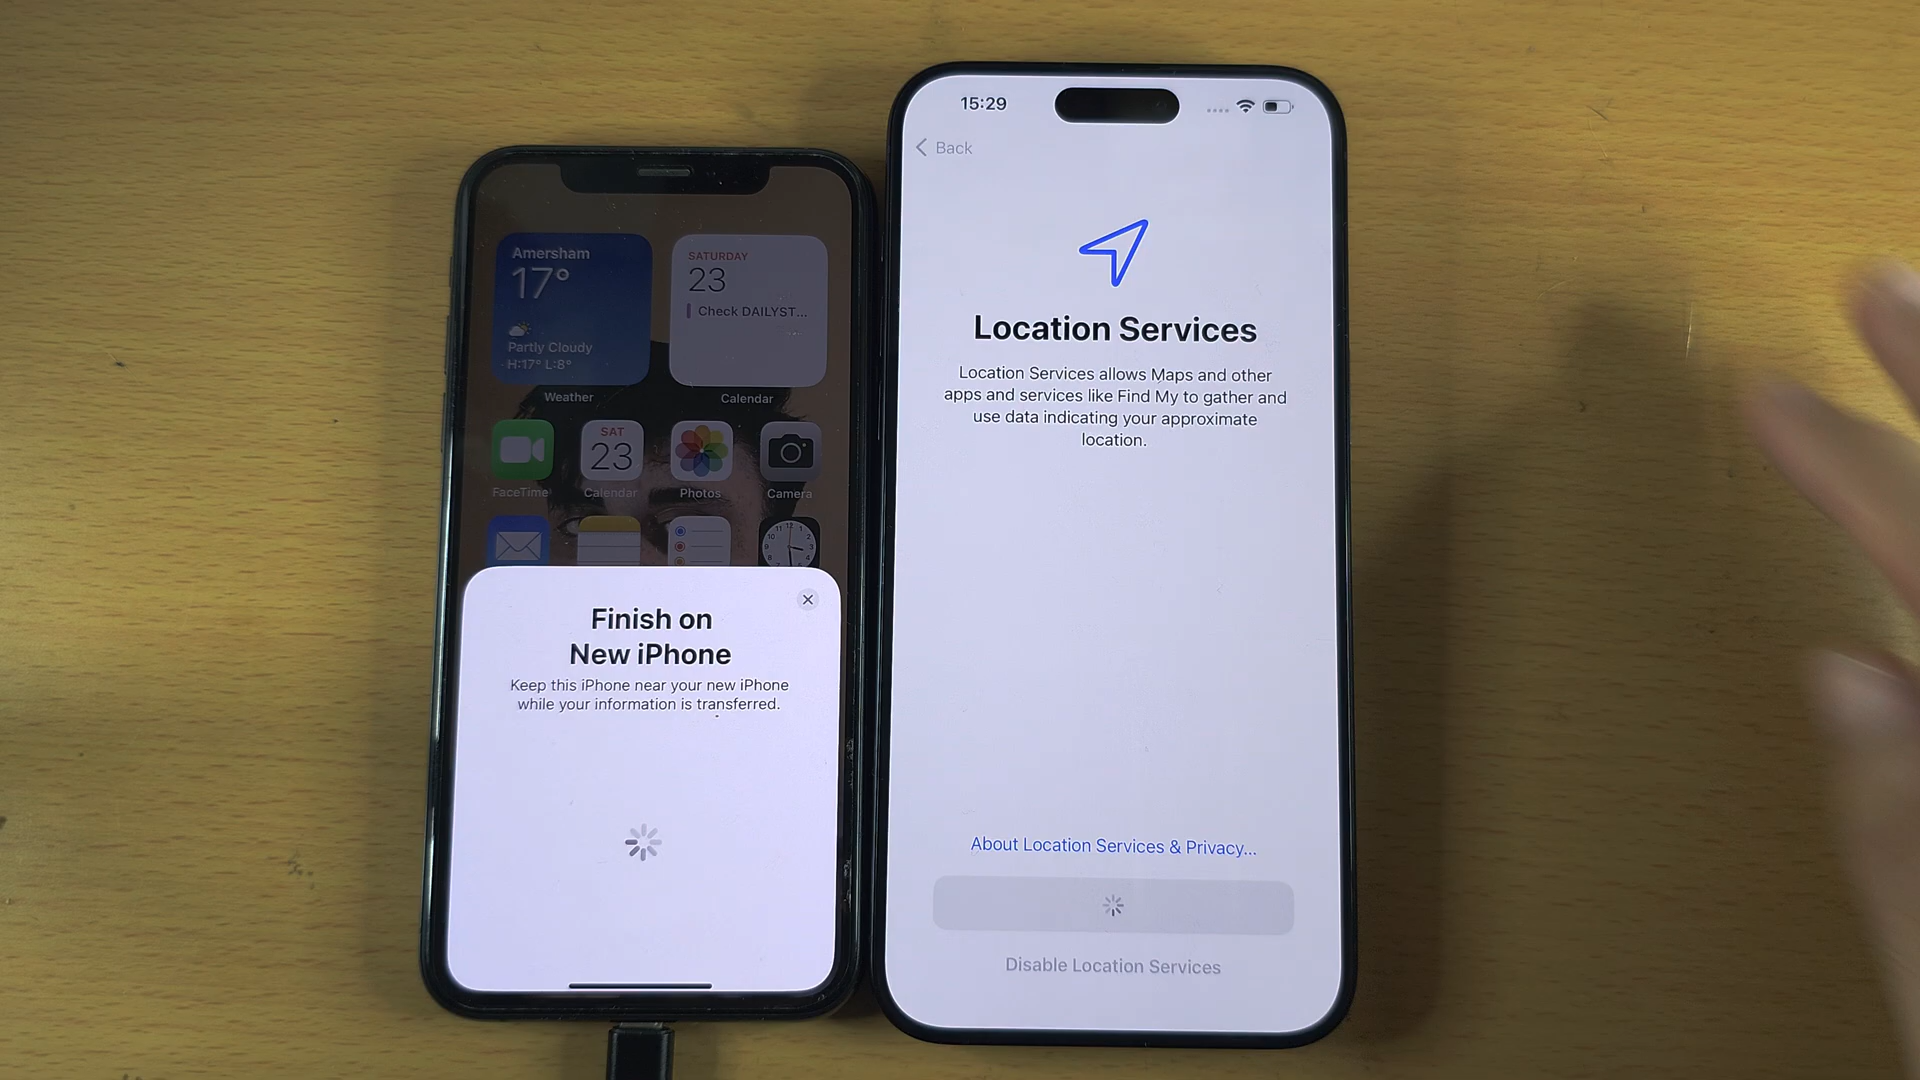 Amersham
17°
Partly Cloudy
H:17° L:8°
Weather
SATURDAY
23
Check DAILYST...
Calendar
FaceTime
SAT
23
Calendar
Photos
Camera
Finish on
New iPhone
Keep this iPhone near your new iPhone
while your information is transferred.
15:29
Back
Location Services
Location Services allows Maps and other
apps and services like Find My to gather and
use data indicating your approximate
location.
About Location Services & Privacy...
Disable Location Services